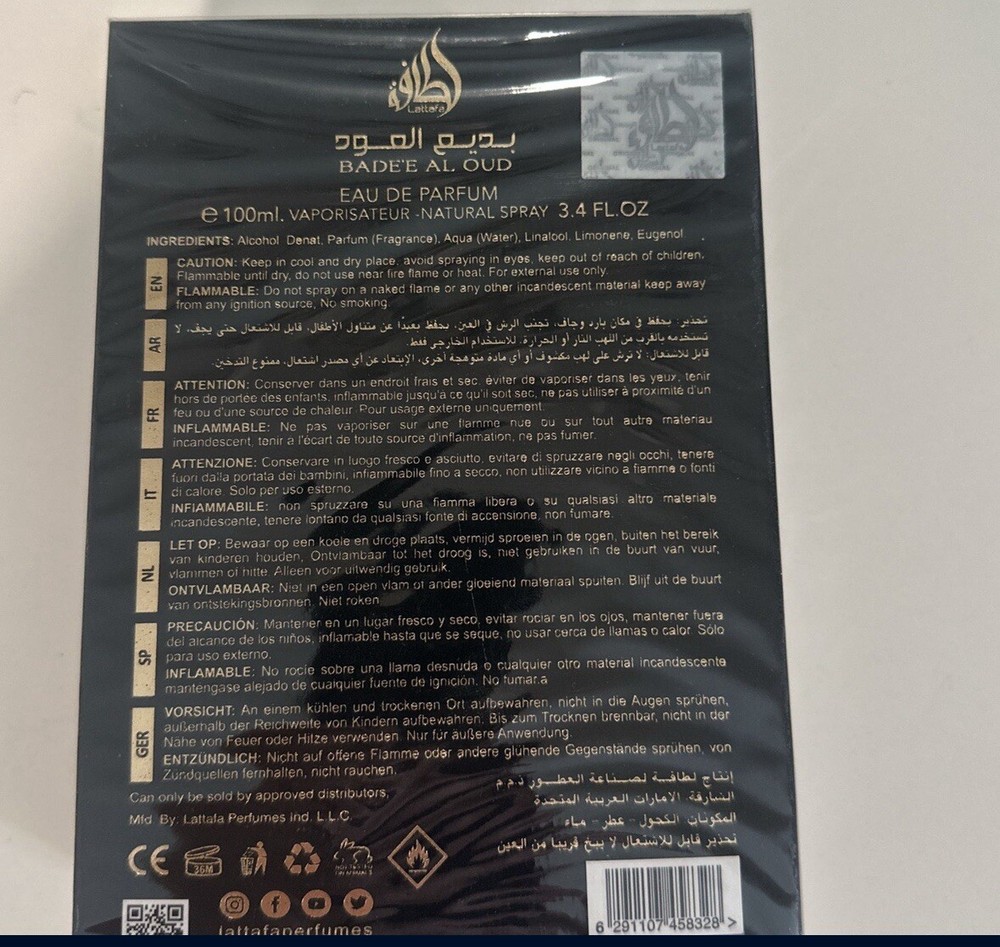 لطافة
Lattafa
بديع العود
BADE'E AL OUD
EAU DE PARFUM
℮ 100ml. VAPORISATEUR - NATURAL SPRAY 3.4 FL.OZ
INGREDIENTS: Alcohol Denat, Parfum (Fragrance), Aqua (Water), Linalool, Limonene, Eugenol
EN
CAUTION: Keep in cool and dry place, avoid spraying in eyes, keep out of reach of children,
Flammable until dry, do not use near fire flame or heat. For external use only.
FLAMMABLE: Do not spray on a naked flame or any other incandescent material keep away
from any ignition source, No smoking.
AR
تحذير: يحفظ في مكان بارد وجاف، تجنب الرش في العين، يحفظ بعيدًا عن متناول الأطفال، قابل للاشتعال حتى يجف، لا
تستخدمه بالقرب من اللهب النار أو الحرارة. للاستخدام الخارجي فقط.
قابل للاشتعال: لا ترش على لهب مكشوف أو أي مادة متوهجة أخرى، الإبتعاد عن أي مصدر اشتعال، ممنوع التدخين.
FR
ATTENTION: Conserver dans un endroit frais et sec, éviter de vaporiser dans les yeux, tenir
hors de portée des enfants, inflammable jusqu'à ce qu'il soit sec, ne pas utiliser à proximité d'un
feu ou d'une source de chaleur. Pour usage externe uniquement.
INFLAMMABLE: Ne pas vaporiser sur une flamme nue ou sur tout autre materiau
incandescent, tenir à l'écart de toute source d'inflammation, ne pas fumer.
IT
ATTENZIONE: Conservare in luogo fresco e asciutto, evitare di spruzzare negli occhi, tenere
fuori dalla portata dei bambini, infiammabile fino a secco, non utilizzare vicino a fiamme o fonti
di calore. Solo per uso esterno.
INFIAMMABILE: non spruzzare su una fiamma libera o su qualsiasi altro materiale
incandescente, tenere lontano da qualsiasi fonte di accensione, non fumare.
NL
LET OP: Bewaar op een koele en droge plaats, vermijd sproeien in de ogen, buiten het bereik
van kinderen houden, Ontvlambaar tot het droog is, niet gebruiken in de buurt van vuur,
vlammen of hitte. Alleen voor uitwendig gebruik.
ONTVLAMBAAR: Niet in een open vlam of ander gloeiend materiaal spuiten. Blijf uit de buurt
van ontstekingsbronnen, Niet roken
SP
PRECAUCIÓN: Mantener en un lugar fresco y seco, evitar rociar en los ojos, mantener fuera
del alcance de los niños, inflamable hasta que se seque, no usar cerca de llamas o calor. Sólo
para uso externo.
INFLAMABLE: No rocíe sobre una llama desnuda o cualquier otro material incandescente
mantengase alejado de cualquier fuente de ignición. No fumar.a
GER
VORSICHT: An einem kühlen und trockenen Ort aufbewahren, nicht in die Augen sprühen,
außerhalb der Reichweite von Kindern aufbewahren. Bis zum Trocknen brennbar, nicht in der
Nähe von Feuer oder Hitze verwenden. Nur für äußere Anwendung.
ENTZÜNDLICH: Nicht auf offene Flamme oder andere glühende Gegenstände sprühen, von
Zündquellen fernhalten, nicht rauchen.
Can only be sold by approved distributors,
Mfd By: Lattafa Perfumes Ind. L.L.C.
إنتاج لطافة لصناعة العطور ذ.م.م
الشارقة. الامارات العربية المتحدة
المكونات الكحول - عطر - ماء
تحذير قابل للاشتعال لا يبخ قريبا من العين
CE
36M
NOT TESTED
ON ANIMALS
lattafaperfumes
6 291107 458328 >